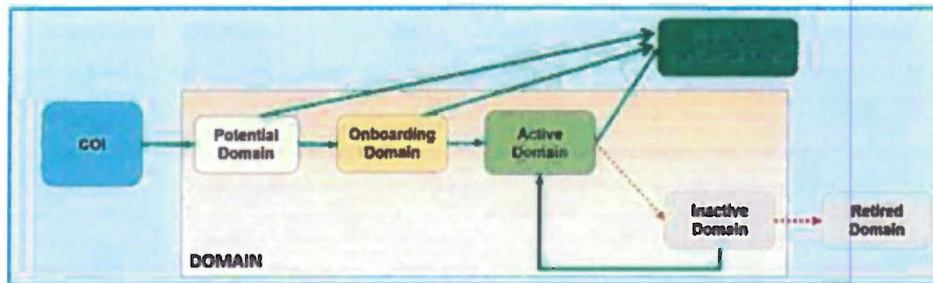 COI
Potential
Domain
Onboarding
Domain
Active
Domain
Inactive
Domain
Retired
Domain
DOMAIN